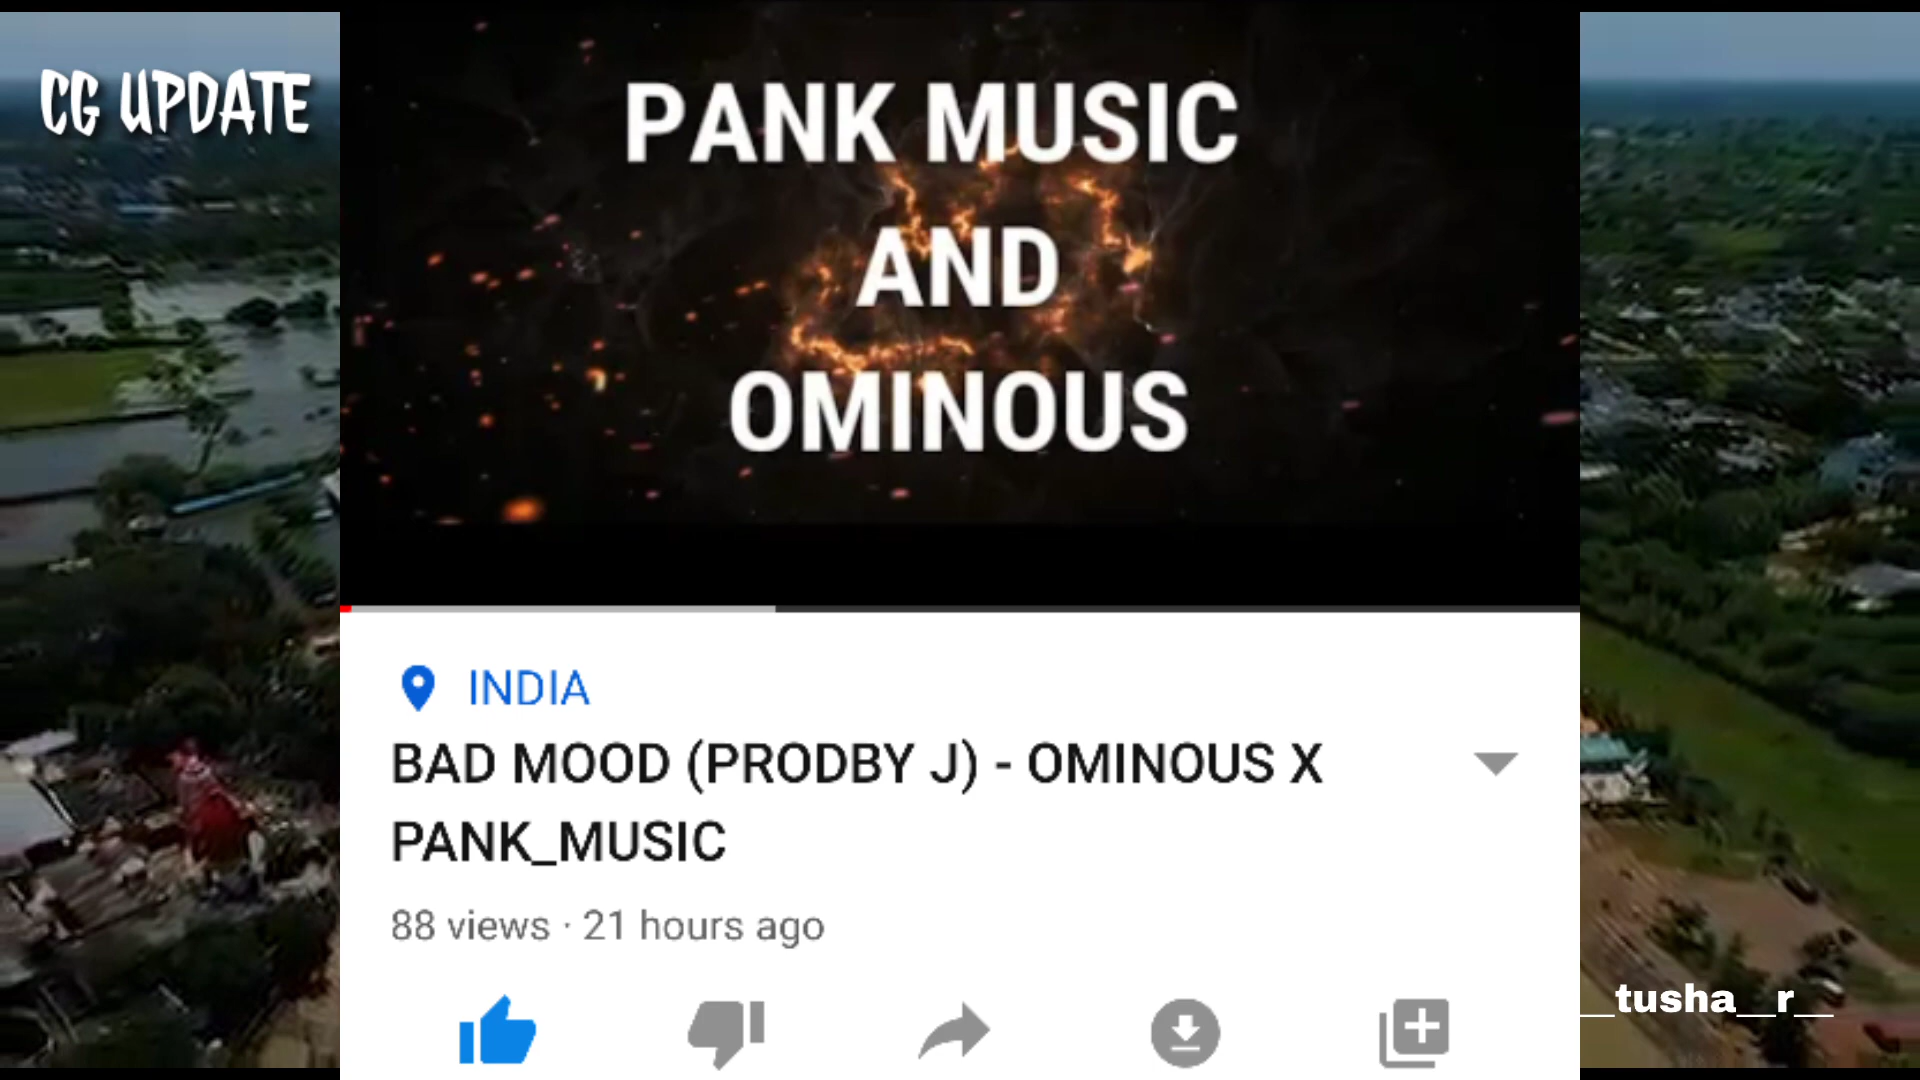 CG UPDATE
PANK MUSIC
AND
OMINOUS
INDIA
BAD MOOD (PRODBY J) - OMINOUS X
PANK_MUSIC
88 views · 21 hours ago
__tusha__r__